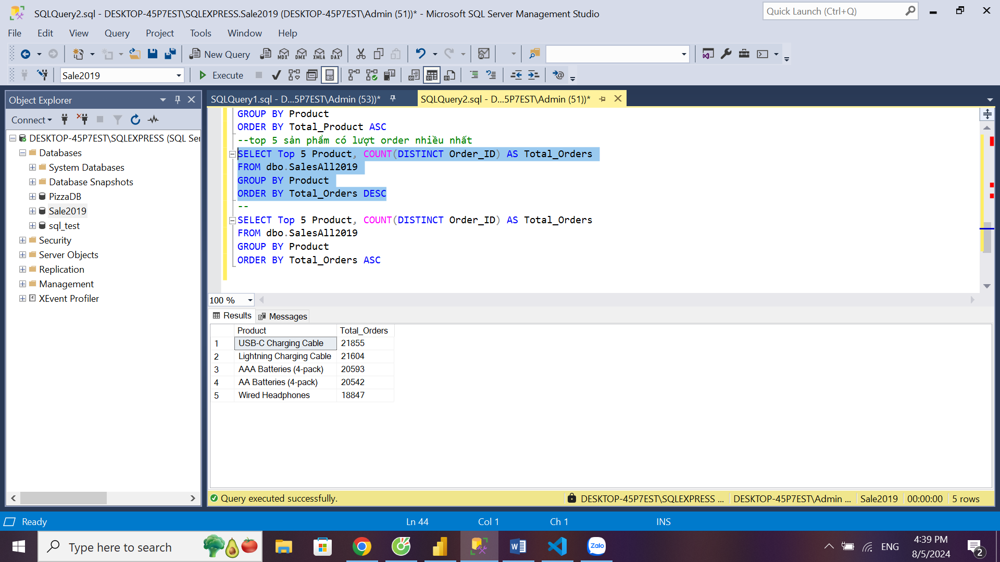 SQLQuery2.sql - DESKTOP-45P7EST\SQLEXPRESS.Sale2019 (DESKTOP-45P7EST\Admin (51))* - Microsoft SQL Server Management Studio
Quick Launch (Ctrl+Q)
File Edit View Query Project Tools Window Help
New Query MDX DMX XMLA DAX
Sale2019 Execute
Object Explorer
SQLQuery1.sql - D...5P7EST\Admin (53))*
SQLQuery2.sql - D...5P7EST\Admin (51))*
Connect
DESKTOP-45P7EST\SQLEXPRESS (SQL Ser
Databases
System Databases
Database Snapshots
PizzaDB
Sale2019
sql_test
Security
Server Objects
Replication
Management
XEvent Profiler
GROUP BY Product
ORDER BY Total_Product ASC
--top 5 sản phẩm có lượt order nhiều nhất
SELECT Top 5 Product, COUNT(DISTINCT Order_ID) AS Total_Orders
FROM dbo.SalesAll2019
GROUP BY Product
ORDER BY Total_Orders DESC
--
SELECT Top 5 Product, COUNT(DISTINCT Order_ID) AS Total_Orders
FROM dbo.SalesAll2019
GROUP BY Product
ORDER BY Total_Orders ASC
100 %
Results Messages
Product Total_Orders
1 USB-C Charging Cable 21855
2 Lightning Charging Cable 21604
3 AAA Batteries (4-pack) 20593
4 AA Batteries (4-pack) 20542
5 Wired Headphones 18847
Query executed successfully. DESKTOP-45P7EST\SQLEXPRESS ... DESKTOP-45P7EST\Admin ... Sale2019 00:00:00 5 rows
Ready Ln 44 Col 1 Ch 1 INS
Type here to search
Zalo
ENG
4:39 PM
8/5/2024
2